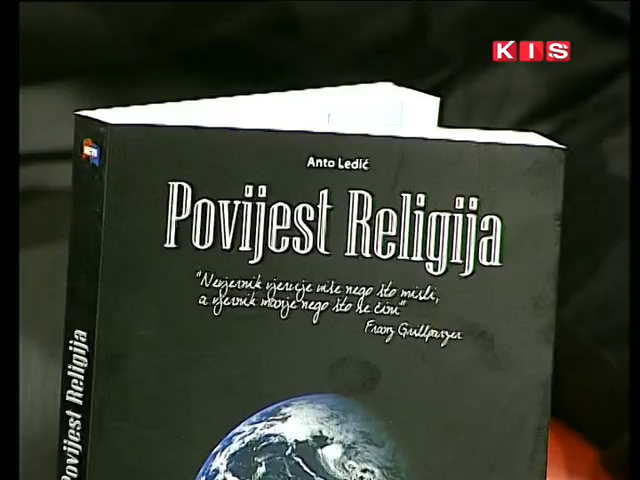 KIS
Anto Ledić
Povijest Religija
"Nevjernik vjeruje više nego što misli,
a vjernik manje nego što se čini"
Franz Grillparzer
Povijest Religija